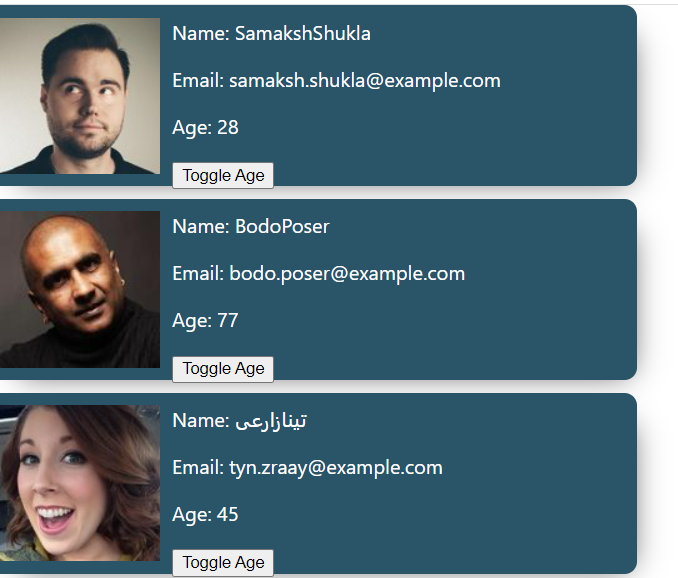 Name: SamakshShukla
Email: samaksh.shukla@example.com
Age: 28
Toggle Age
Name: BodoPoser
Email: bodo.poser@example.com
Age: 77
Toggle Age
Name: تینازارعی
Email: tyn.zraay@example.com
Age: 45
Toggle Age